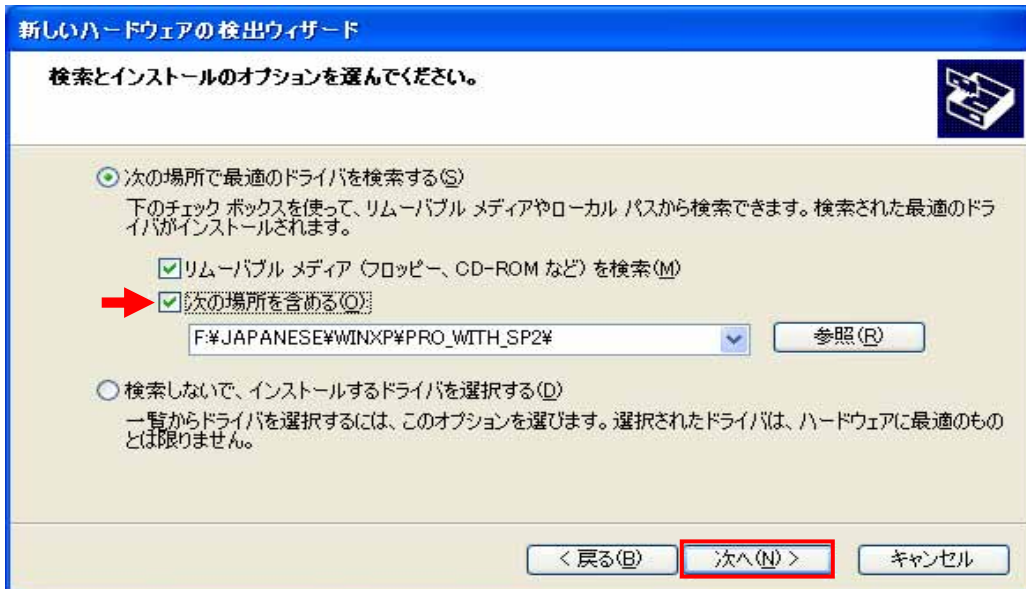 新しいハードウェアの検出ウィザード
検索とインストールのオプションを選んでください。
次の場所で最適のドライバを検索する(S)
下のチェック ボックスを使って、リムーバブル メディアやローカル パスから検索できます。検索された最適のドラ
イバがインストールされます。
リムーバブル メディア (フロッピー、CD-ROM など) を検索(M)
次の場所を含める(O):
F:¥JAPANESE¥WINXP¥PRO_WITH_SP2¥
参照(R)
検索しないで、インストールするドライバを選択する(D)
一覧からドライバを選択するには、このオプションを選びます。選択されたドライバは、ハードウェアに最適のもの
とは限りません。
< 戻る(B)
次へ(N) >
キャンセル